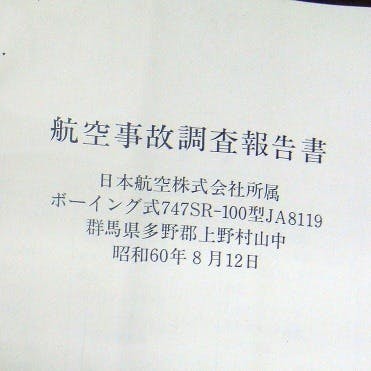 航空事故調査報告書
日本航空株式会社所属
ボーイング式747SR-100型JA8119
群馬県多野郡上野村山中
昭和60年8月12日